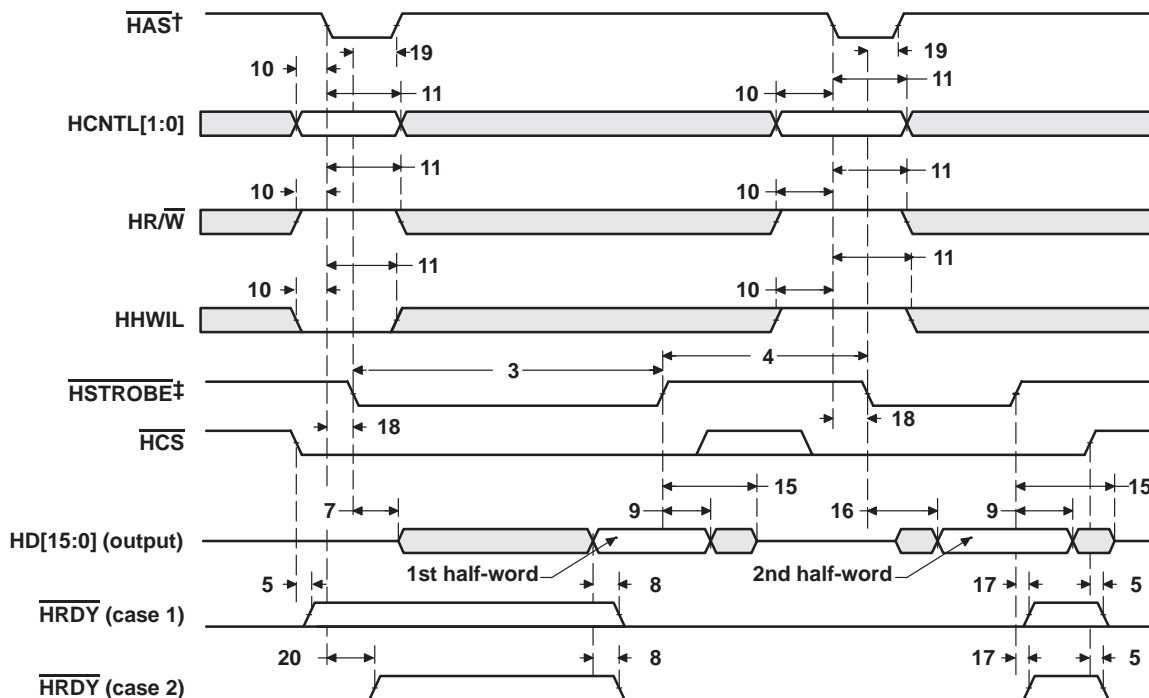 HAS†
19 19
10 11 10 11
HCNTL[1:0]
11 11
10 10
HR/W
11 11
10 10
HHWIL
3 4
HSTROBE‡
18 18
HCS
15 15
7 9 16 9
HD[15:0] (output)
1st half-word 2nd half-word
5 8 17 5
HRDY (case 1)
20 8 17 5
HRDY (case 2)